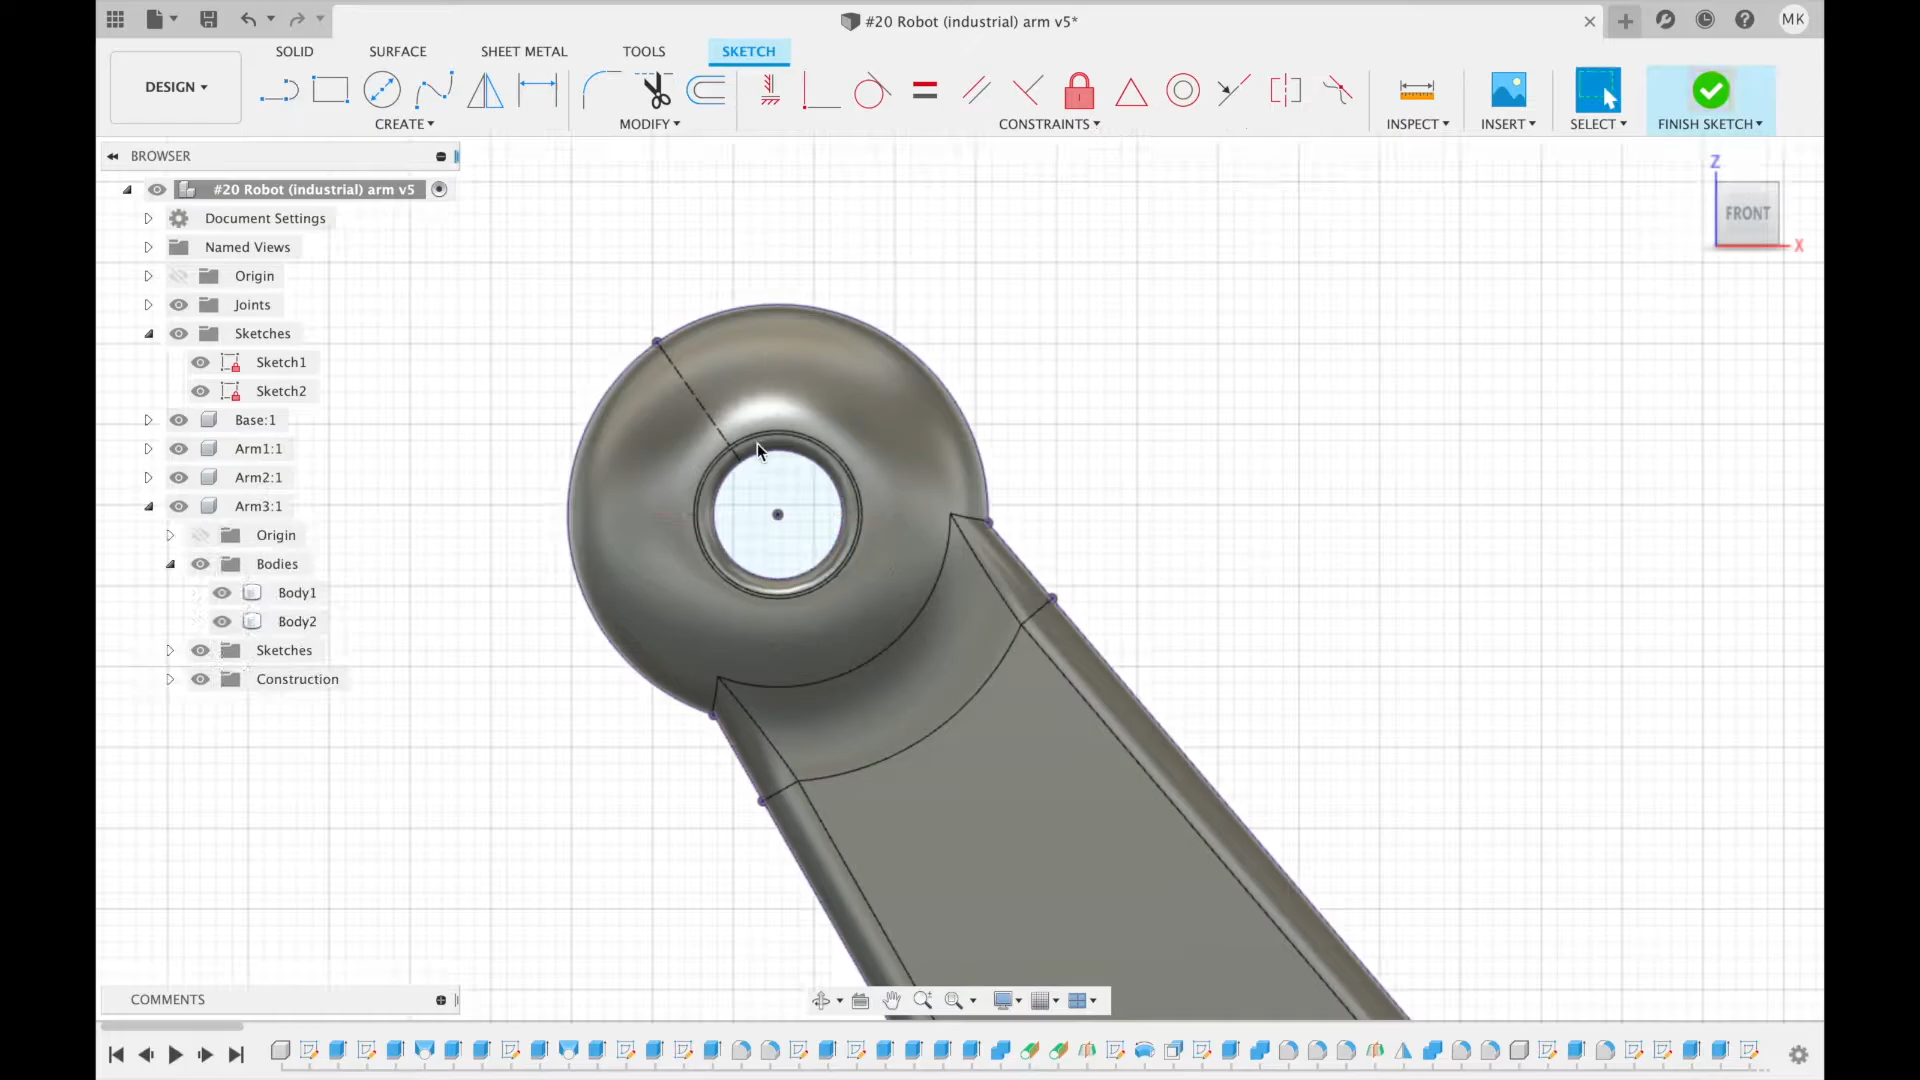 #20 Robot (industrial) arm v5*
MK
DESIGN
SOLID
SURFACE
SHEET METAL
TOOLS
SKETCH
CREATE
MODIFY
CONSTRAINTS
INSPECT
INSERT
SELECT
FINISH SKETCH
BROWSER
#20 Robot (industrial) arm v5
Document Settings
Named Views
Origin
Joints
Sketches
Sketch1
Sketch2
Base:1
Arm1:1
Arm2:1
Arm3:1
Origin
Bodies
Body1
Body2
Sketches
Construction
Z
FRONT
X
COMMENTS